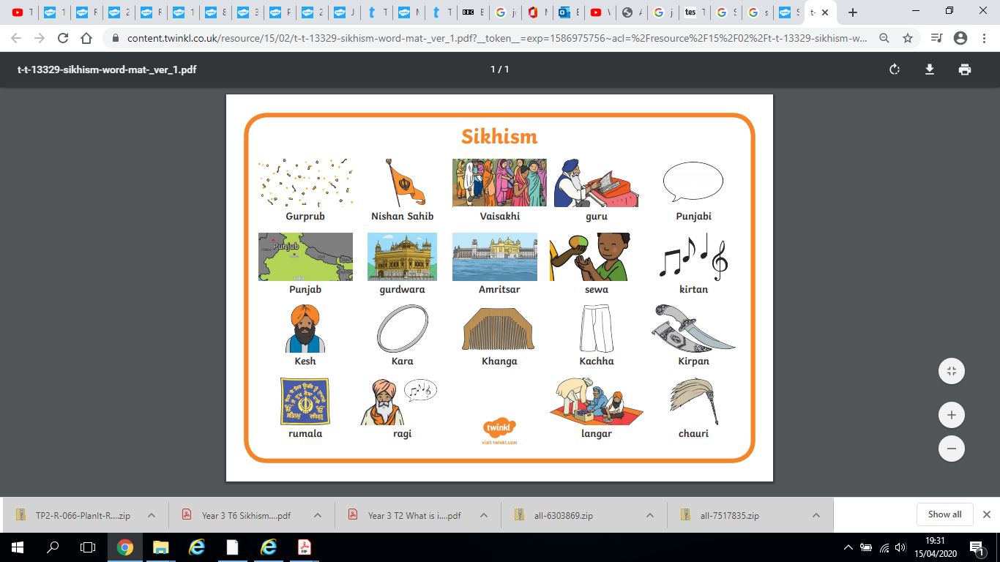 T
1
F
2
F
1
8
3
F
2
J
T
M
T
BBC E
j
M
E
V
A
j
tes T
S
s
S
t-
content.twinkl.co.uk/resource/15/02/t-t-13329-sikhism-word-mat-_ver_1.pdf?__token__=exp=1586975756~acl=%2Fresource%2F15%2F02%2Ft-t-13329-sikhism-w...
t-t-13329-sikhism-word-mat-_ver_1.pdf
1 / 1
Sikhism
Gurprub
Nishan Sahib
Vaisakhi
guru
Punjabi
Punjab
Punjab
gurdwara
Amritsar
sewa
kirtan
Kesh
Kara
Khanga
Kachha
Kirpan
rumala
ragi
twinkl
visit twinkl.com
langar
chauri
TP2-R-066-PlanIt-R....zip
Year 3 T6 Sikhism....pdf
Year 3 T2 What is i....pdf
all-6303869.zip
all-7517835.zip
Show all
19:31
15/04/2020
1